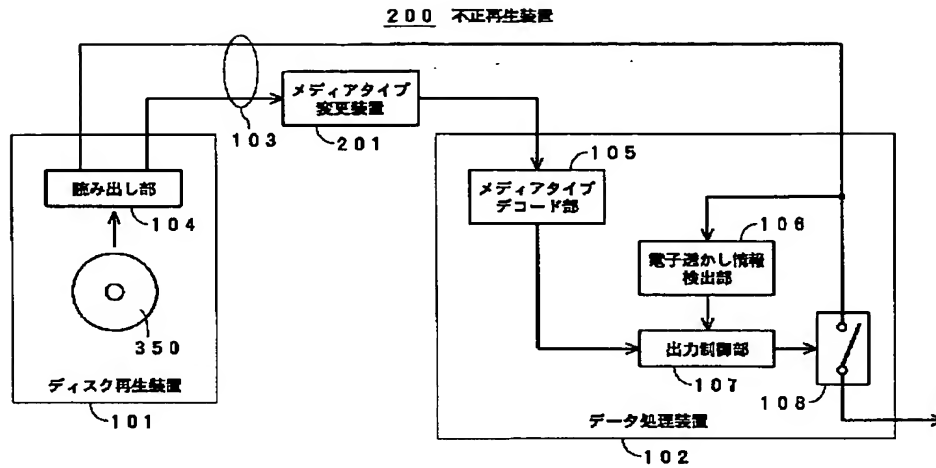 200 不正再生装置
メディアタイプ
変更装置
103
201
105
読み出し部
メディアタイプ
デコード部
104
106
電子透かし情報
検出部
350
出力制御部
ディスク再生装置
107
108
101
データ処理装置
102